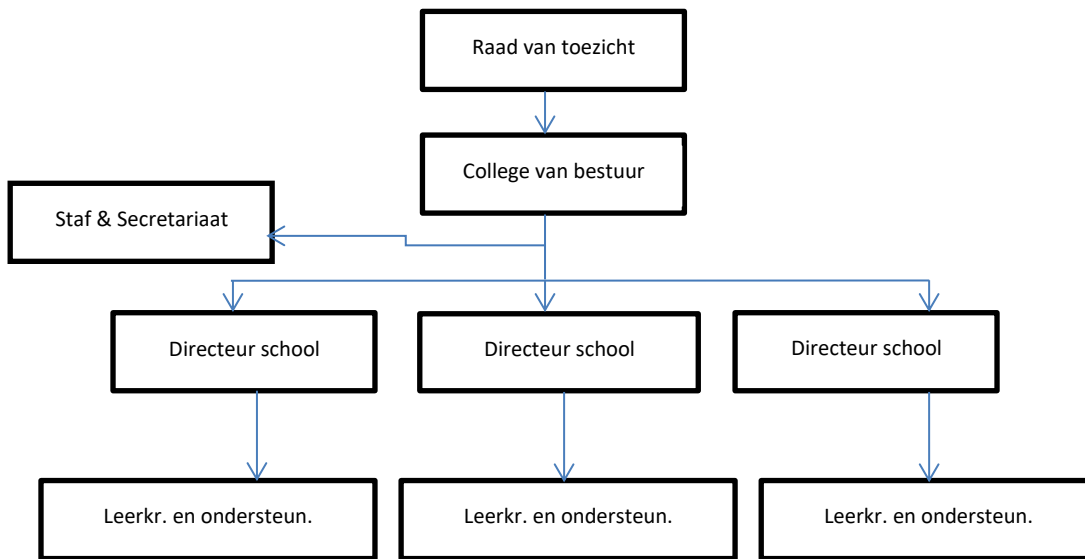 Raad van toezicht
College van bestuur
Staf & Secretariaat
Directeur school
Directeur school
Directeur school
Leerkr. en ondersteun.
Leerkr. en ondersteun.
Leerkr. en ondersteun.